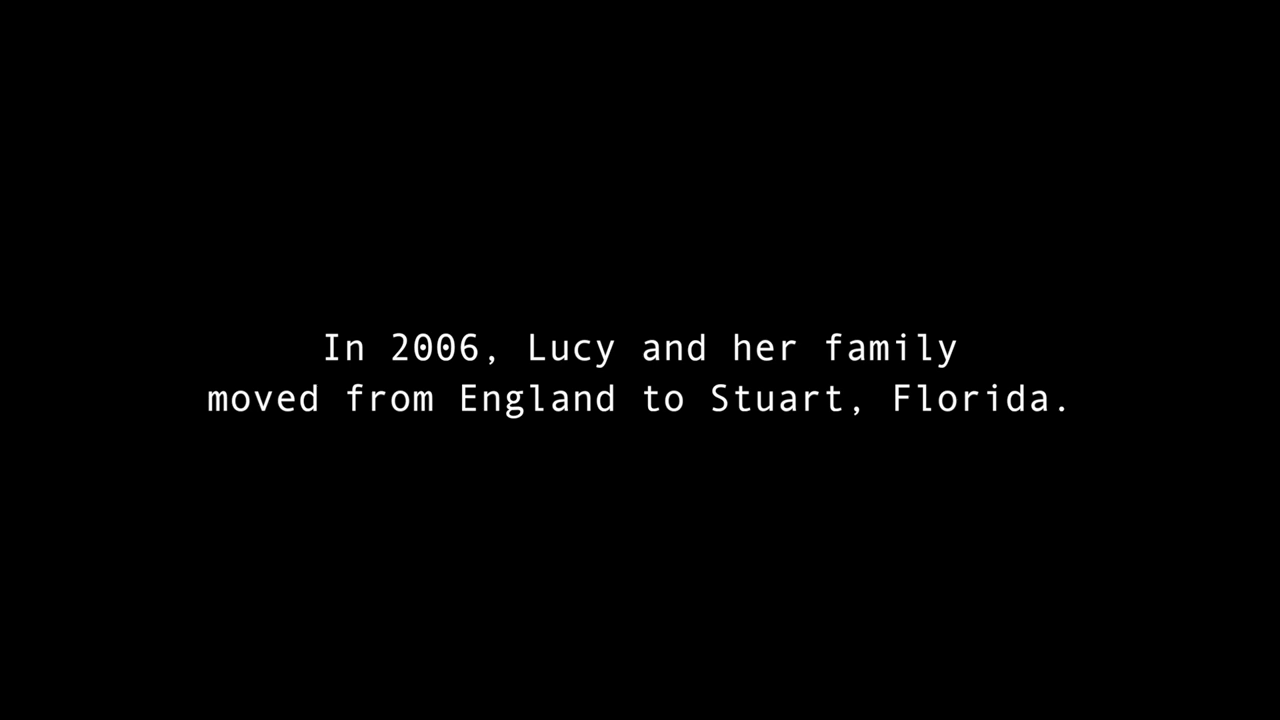 In 2006, Lucy and her family
moved from England to Stuart, Florida.